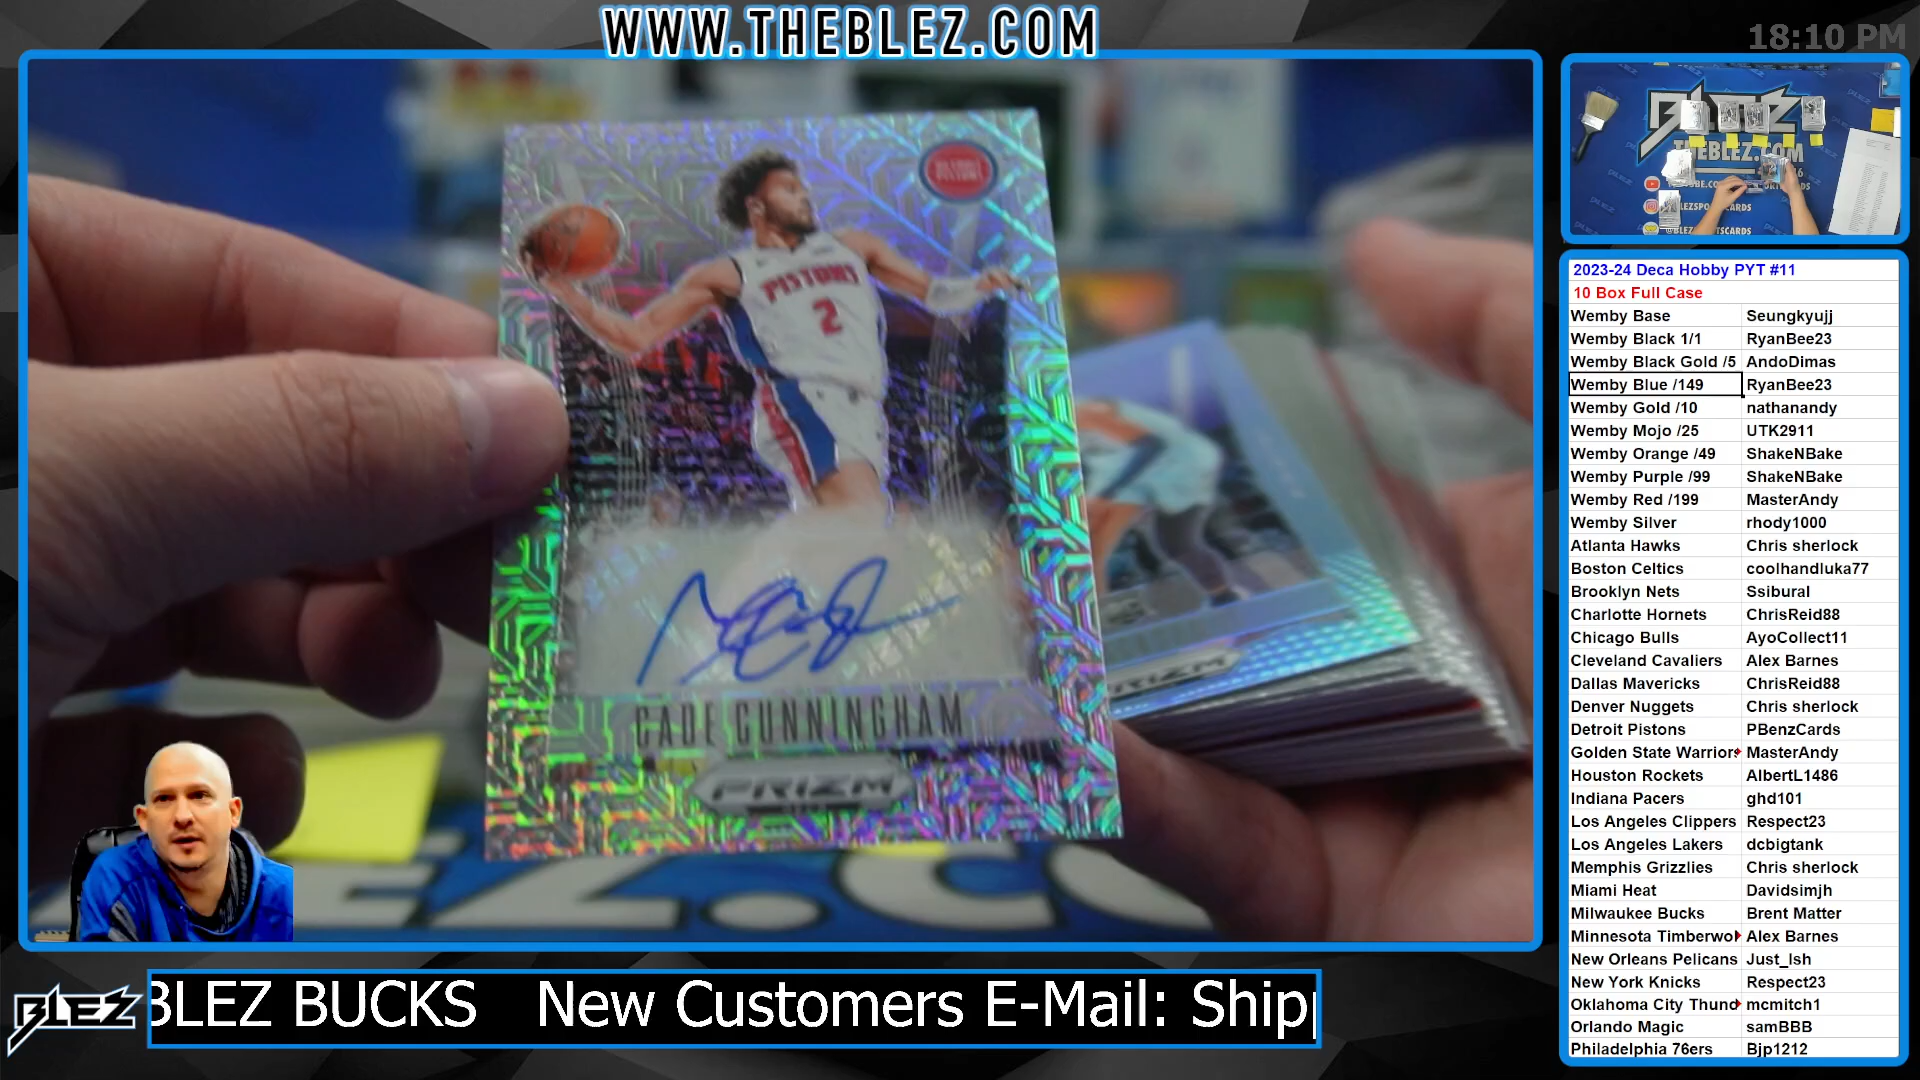 WWW.THEBLEZ.COM
18:10 PM
PISTONS
2
CADE CUNNINGHAM
PRIZM
PRIZM
BLEZ
THEBLEZ.COM
2023-24 Deca Hobby PYT #11
10 Box Full Case
Wemby Base Seungkyujj
Wemby Black 1/1 RyanBee23
Wemby Black Gold /5 AndoDimas
Wemby Blue /149 RyanBee23
Wemby Gold /10 nathanandy
Wemby Mojo /25 UTK2911
Wemby Orange /49 ShakeNBake
Wemby Purple /99 ShakeNBake
Wemby Red /199 MasterAndy
Wemby Silver rhody1000
Atlanta Hawks Chris sherlock
Boston Celtics coolhandluka77
Brooklyn Nets Ssibural
Charlotte Hornets ChrisReid88
Chicago Bulls AyoCollect11
Cleveland Cavaliers Alex Barnes
Dallas Mavericks ChrisReid88
Denver Nuggets Chris sherlock
Detroit Pistons PBenzCards
Golden State Warriors MasterAndy
Houston Rockets AlbertL1486
Indiana Pacers ghd101
Los Angeles Clippers Respect23
Los Angeles Lakers dcbigtank
Memphis Grizzlies Chris sherlock
Miami Heat Davidsimjh
Milwaukee Bucks Brent Matter
Minnesota Timberwol Alex Barnes
New Orleans Pelicans Just_Ish
New York Knicks Respect23
Oklahoma City Thund mcmitch1
Orlando Magic samBBB
Philadelphia 76ers Bjp1212
BLEZ
BLEZ BUCKS New Customers E-Mail: Shipp